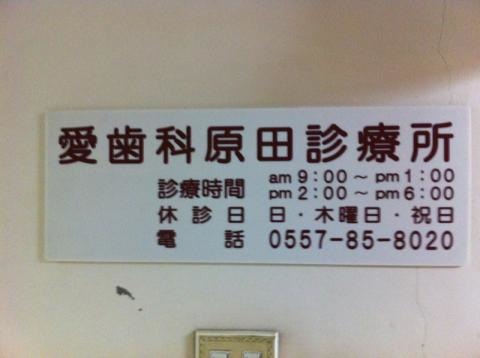 愛歯科原田診療所
診療時間 am 9:00 ~ pm 1:00
pm 2:00 ~ pm 6:00
休診日 日・木曜日・祝日
電話 0557-85-8020